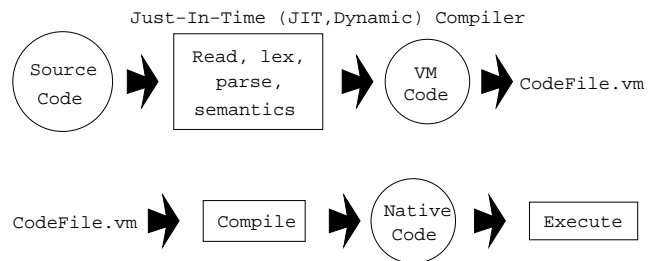 Just-In-Time (JIT,Dynamic) Compiler
Source
Code
Read, lex,
parse,
semantics
VM
Code
CodeFile.vm
CodeFile.vm
Compile
Native
Code
Execute